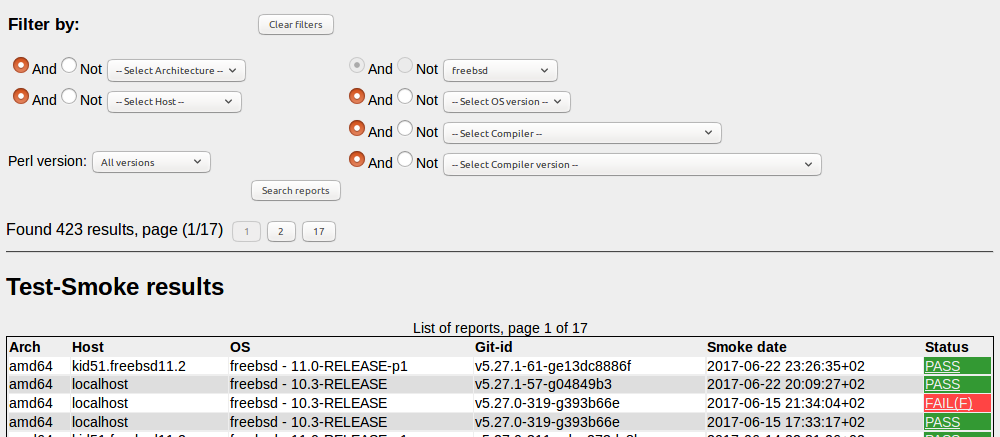 Filter by: Clear filters
And Not -- Select Architecture -- And Not freebsd
And Not -- Select Host -- And Not -- Select OS version --
And Not -- Select Compiler --
Perl version: All versions And Not -- Select Compiler version --
Search reports
Found 423 results, page (1/17) 1 2 17
Test-Smoke results
List of reports, page 1 of 17
Arch Host OS Git-id Smoke date Status
amd64 kid51.freebsd11.2 freebsd - 11.0-RELEASE-p1 v5.27.1-61-ge13dc8886f 2017-06-22 23:26:35+02 PASS
amd64 localhost freebsd - 10.3-RELEASE v5.27.1-57-g04849b3 2017-06-22 20:09:27+02 PASS
amd64 localhost freebsd - 10.3-RELEASE v5.27.0-319-g393b66e 2017-06-15 21:34:04+02 FAIL(F)
amd64 localhost freebsd - 10.3-RELEASE v5.27.0-319-g393b66e 2017-06-15 17:33:17+02 PASS